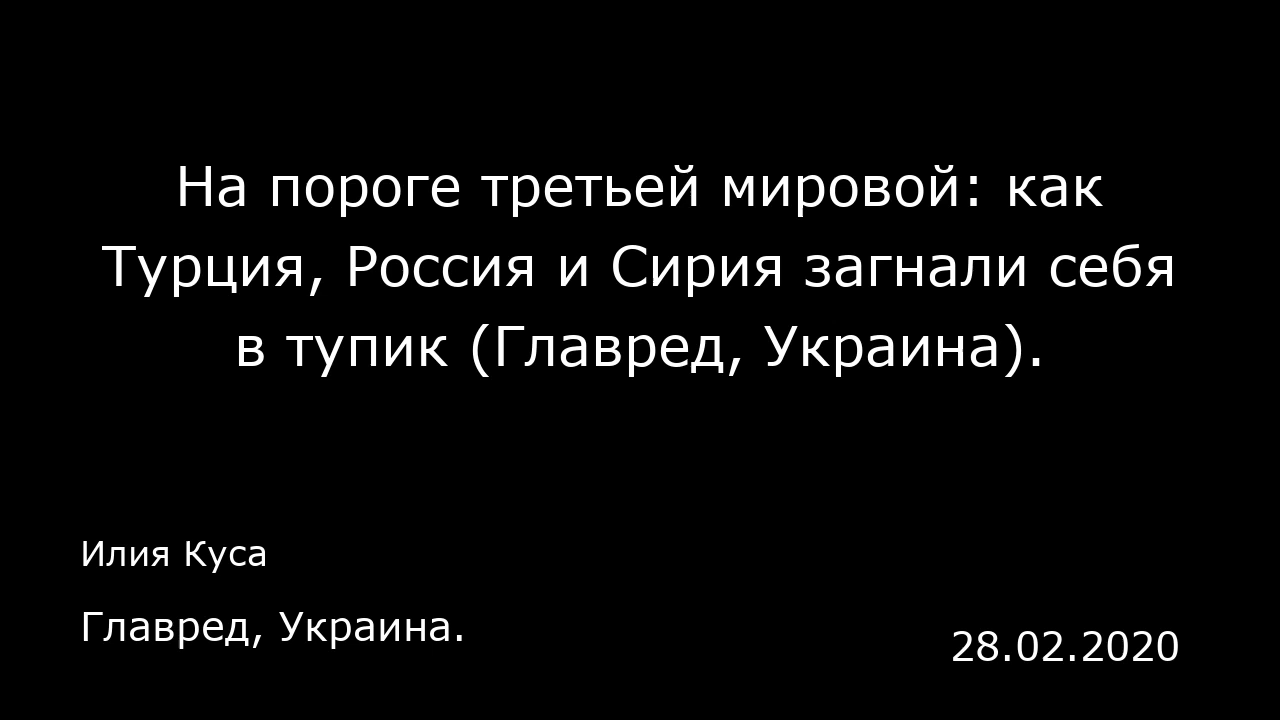 На пороге третьей мировой: как
Турция, Россия и Сирия загнали себя
в тупик (Главред, Украина).
Илия Куса
Главред, Украина.
28.02.2020